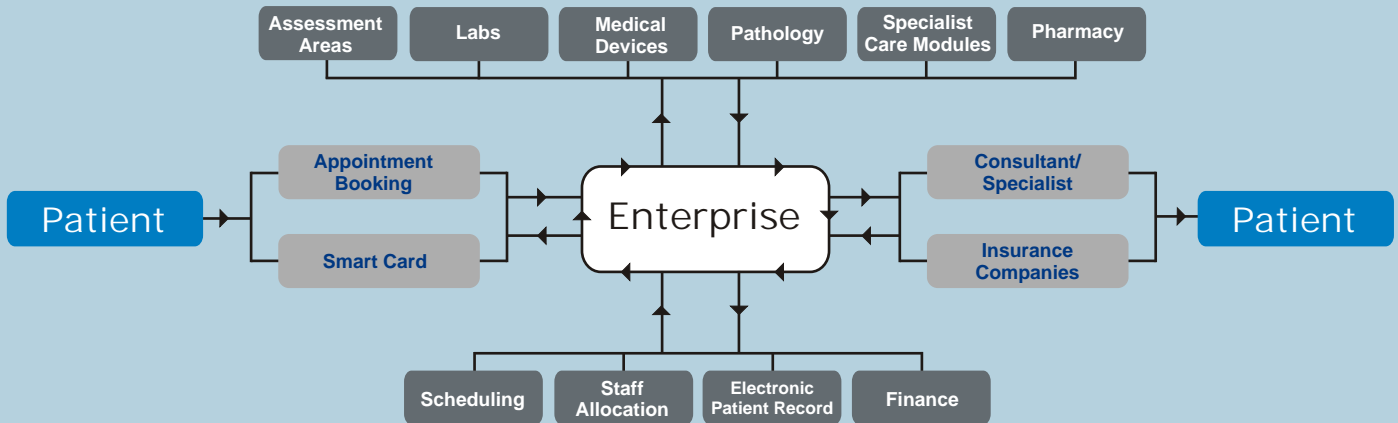 Assessment
Areas
Labs
Medical
Devices
Pathology
Specialist
Care Modules
Pharmacy
Patient
Appointment
Booking
Smart Card
Enterprise
Consultant/
Specialist
Insurance
Companies
Patient
Scheduling
Staff
Allocation
Electronic
Patient Record
Finance